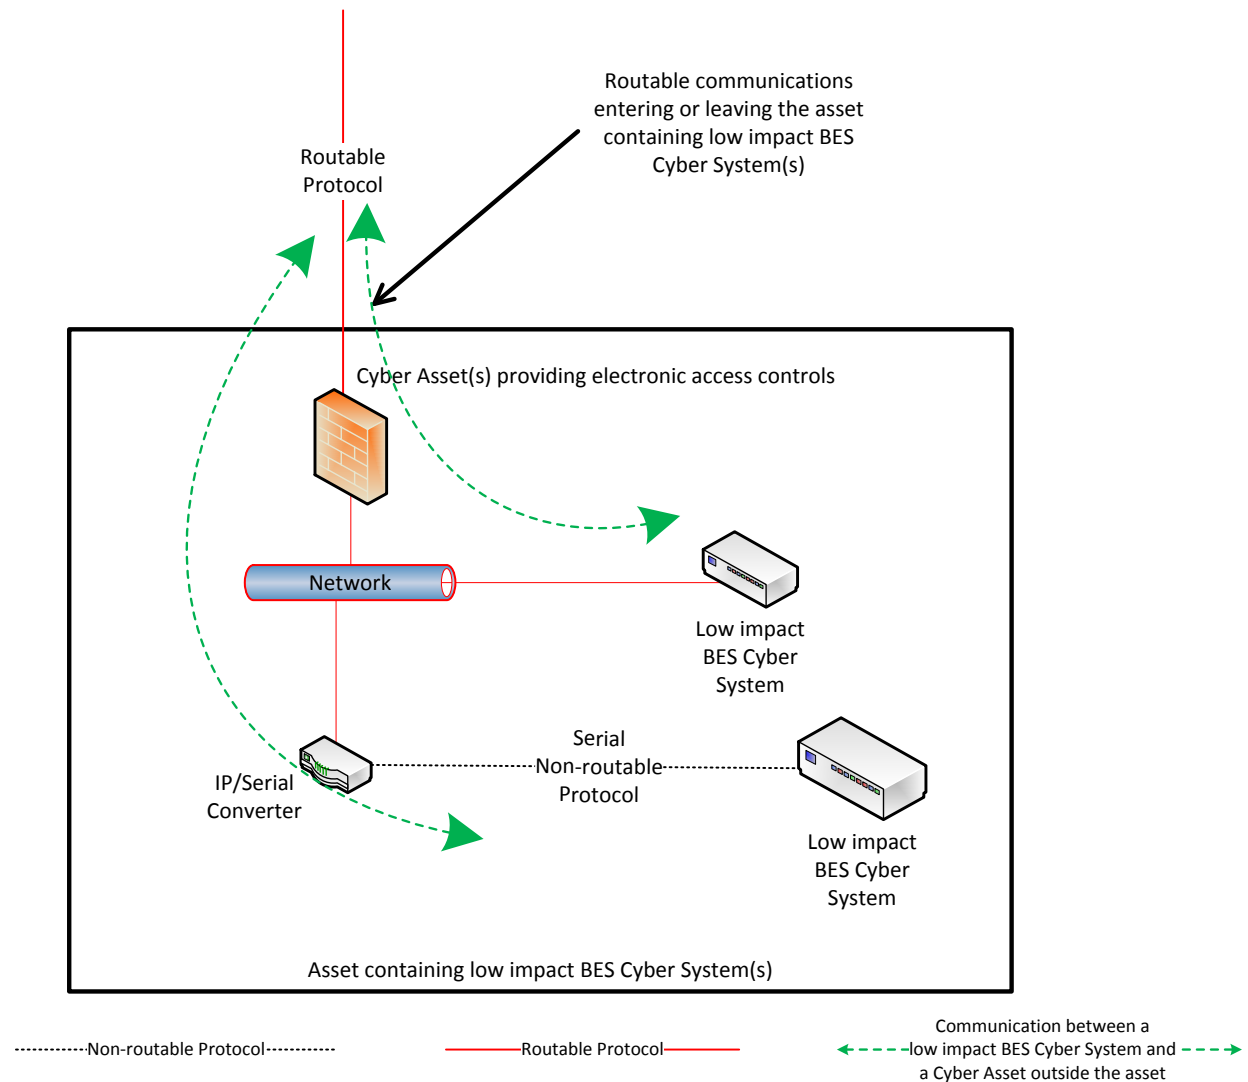 Routable communications
entering or leaving the asset
containing low impact BES
Cyber System(s)
Routable
Protocol
Cyber Asset(s) providing electronic access controls
Network
Low impact
BES Cyber
System
Serial
Non-routable
Protocol
IP/Serial
Converter
Low impact
BES Cyber
System
Asset containing low impact BES Cyber System(s)
Non-routable Protocol
Routable Protocol
Communication between a
low impact BES Cyber System and
a Cyber Asset outside the asset